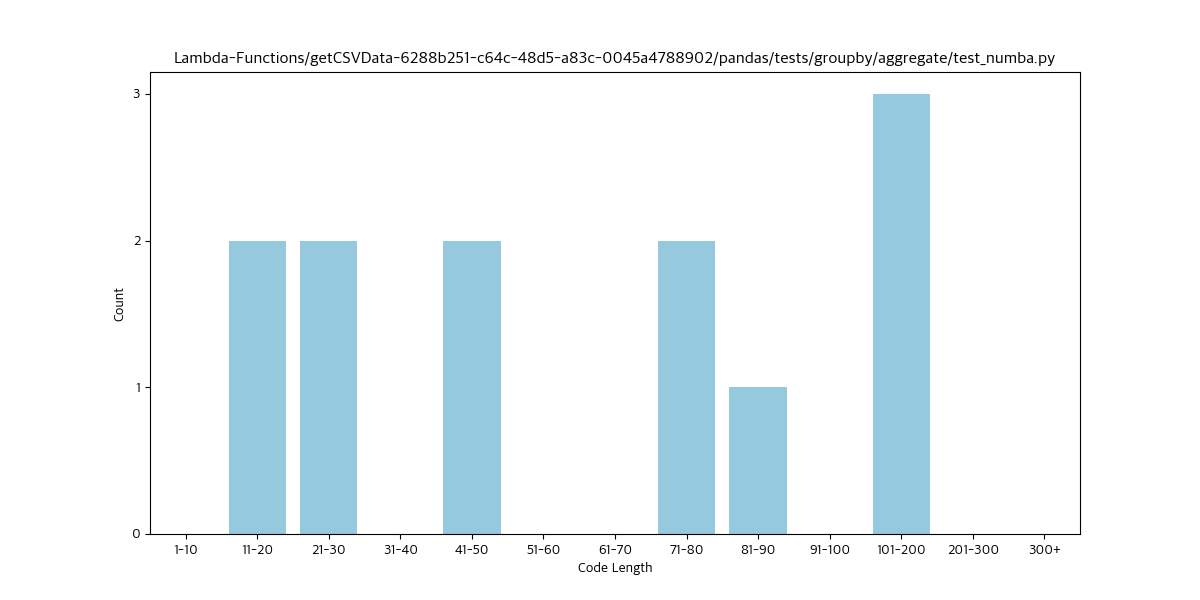 Lambda-Functions/getCSVData-6288b251-c64c-48d5-a83c-0045a4788902/pandas/tests/groupby/aggregate/test_numba.py
3
2
1
0
Count
1-10 11-20 21-30 31-40 41-50 51-60 61-70 71-80 81-90 91-100 101-200 201-300 300+
Code Length